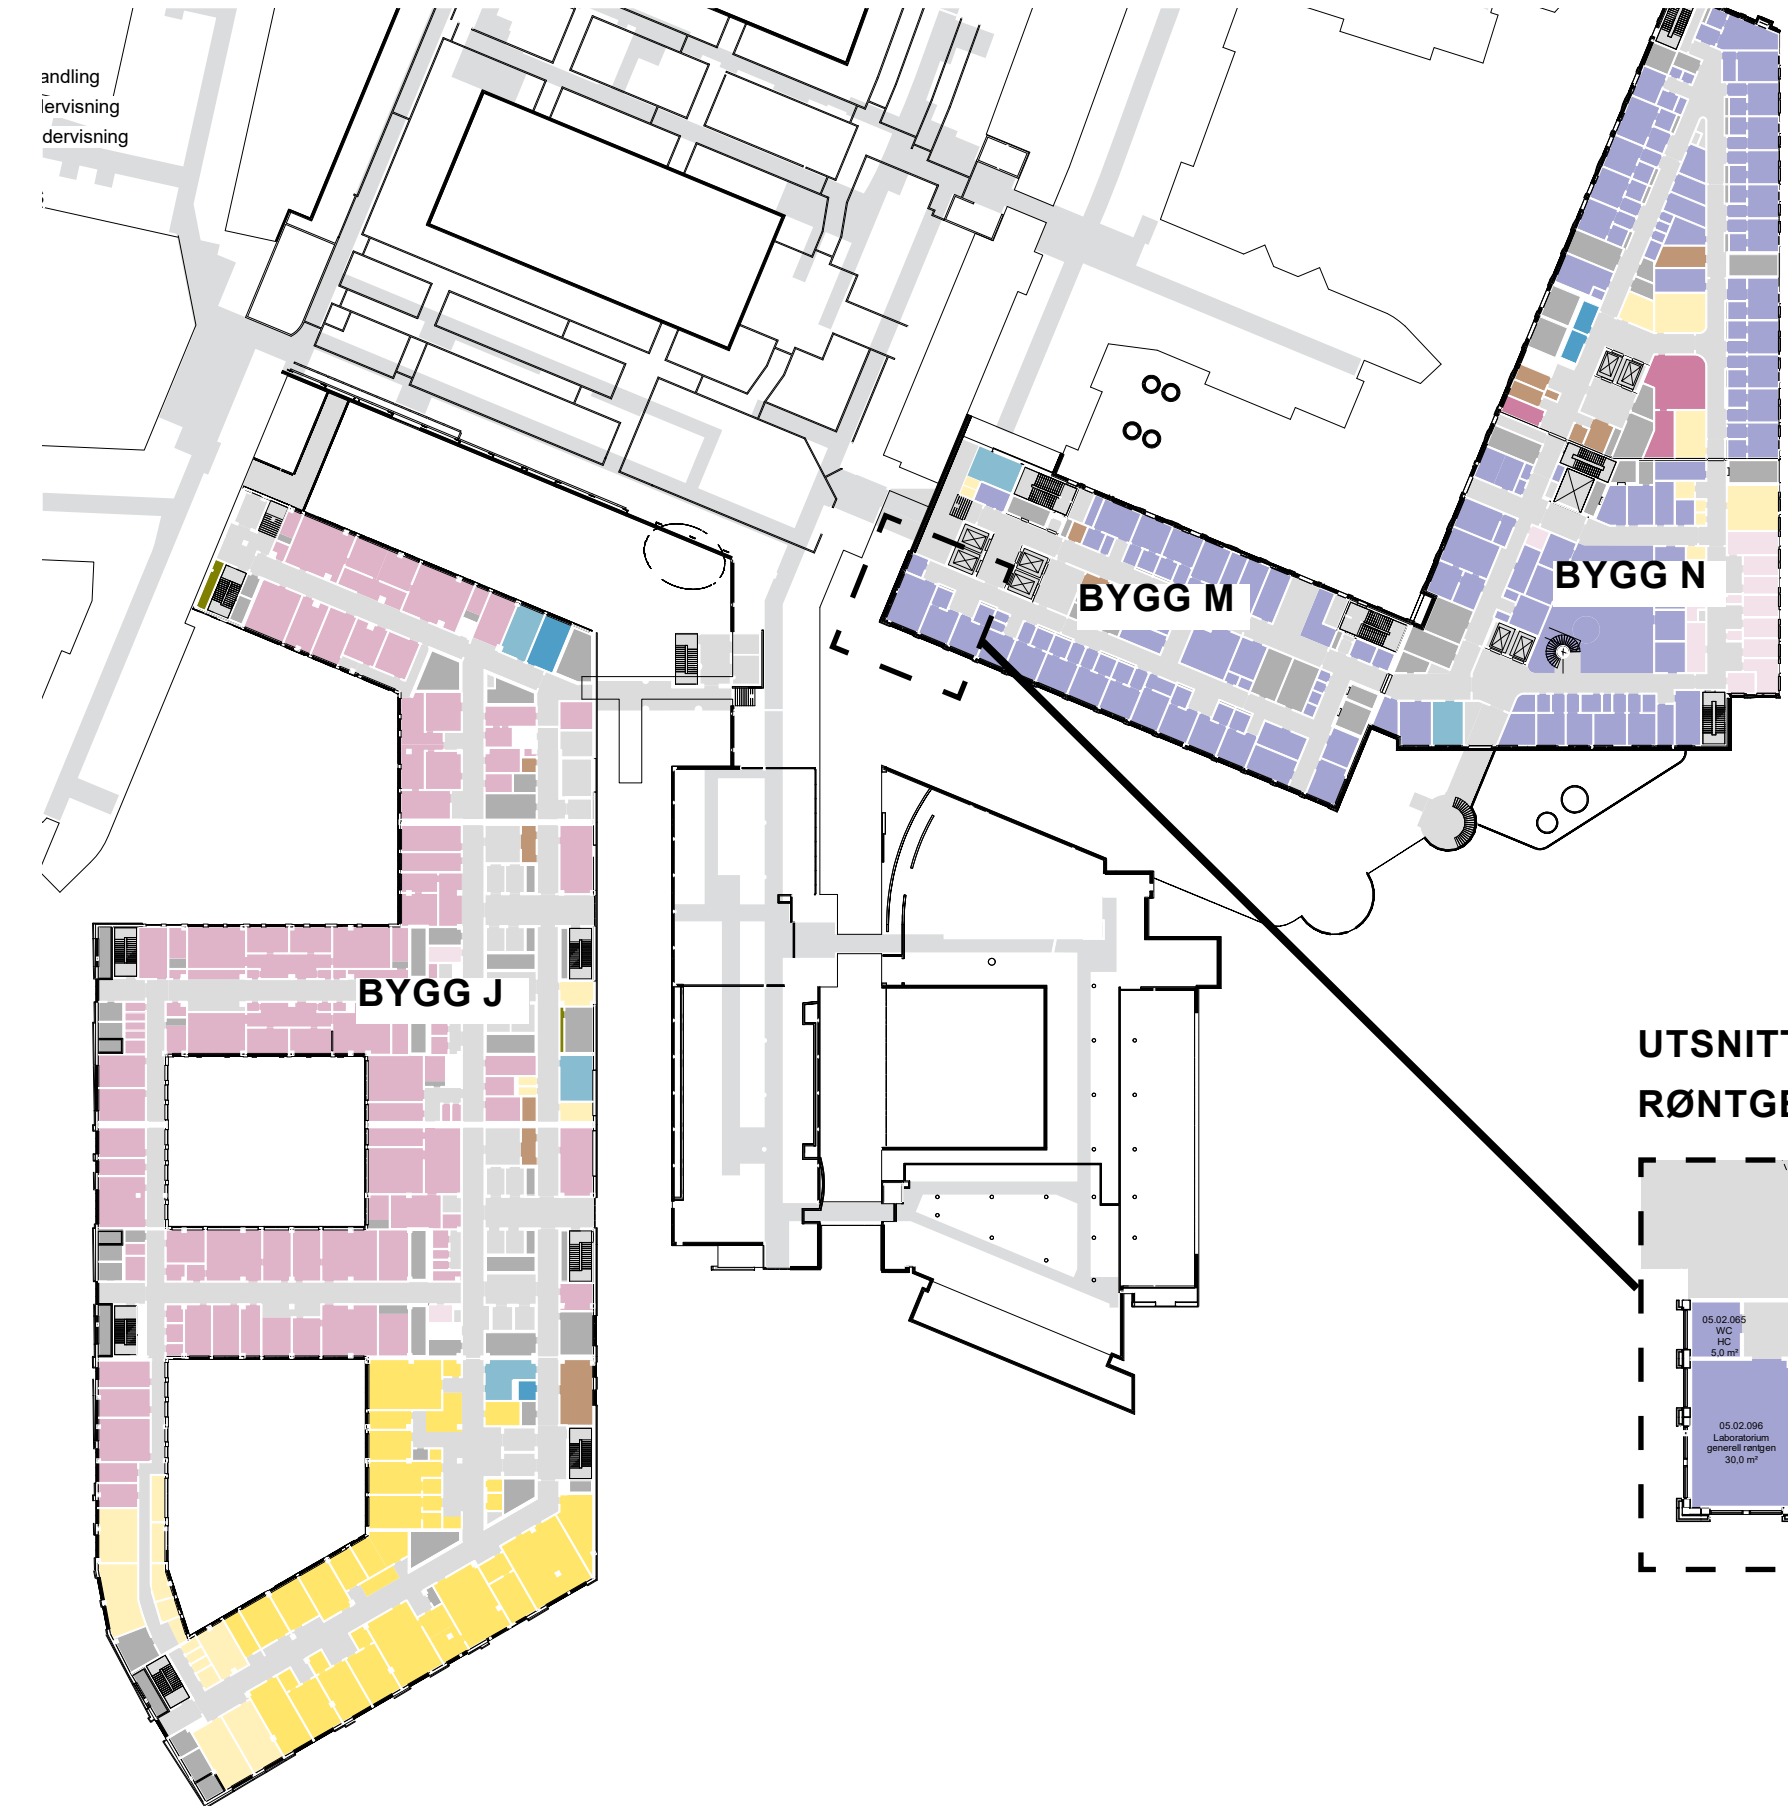 andling
dervisning
BYGG N
BYGG M
BYGG J
UTSNITT
RØNTGE
05.02.065
WC
HC
5,0 m²
05.02.096
Laboratorium
generell røntgen
30,0 m²